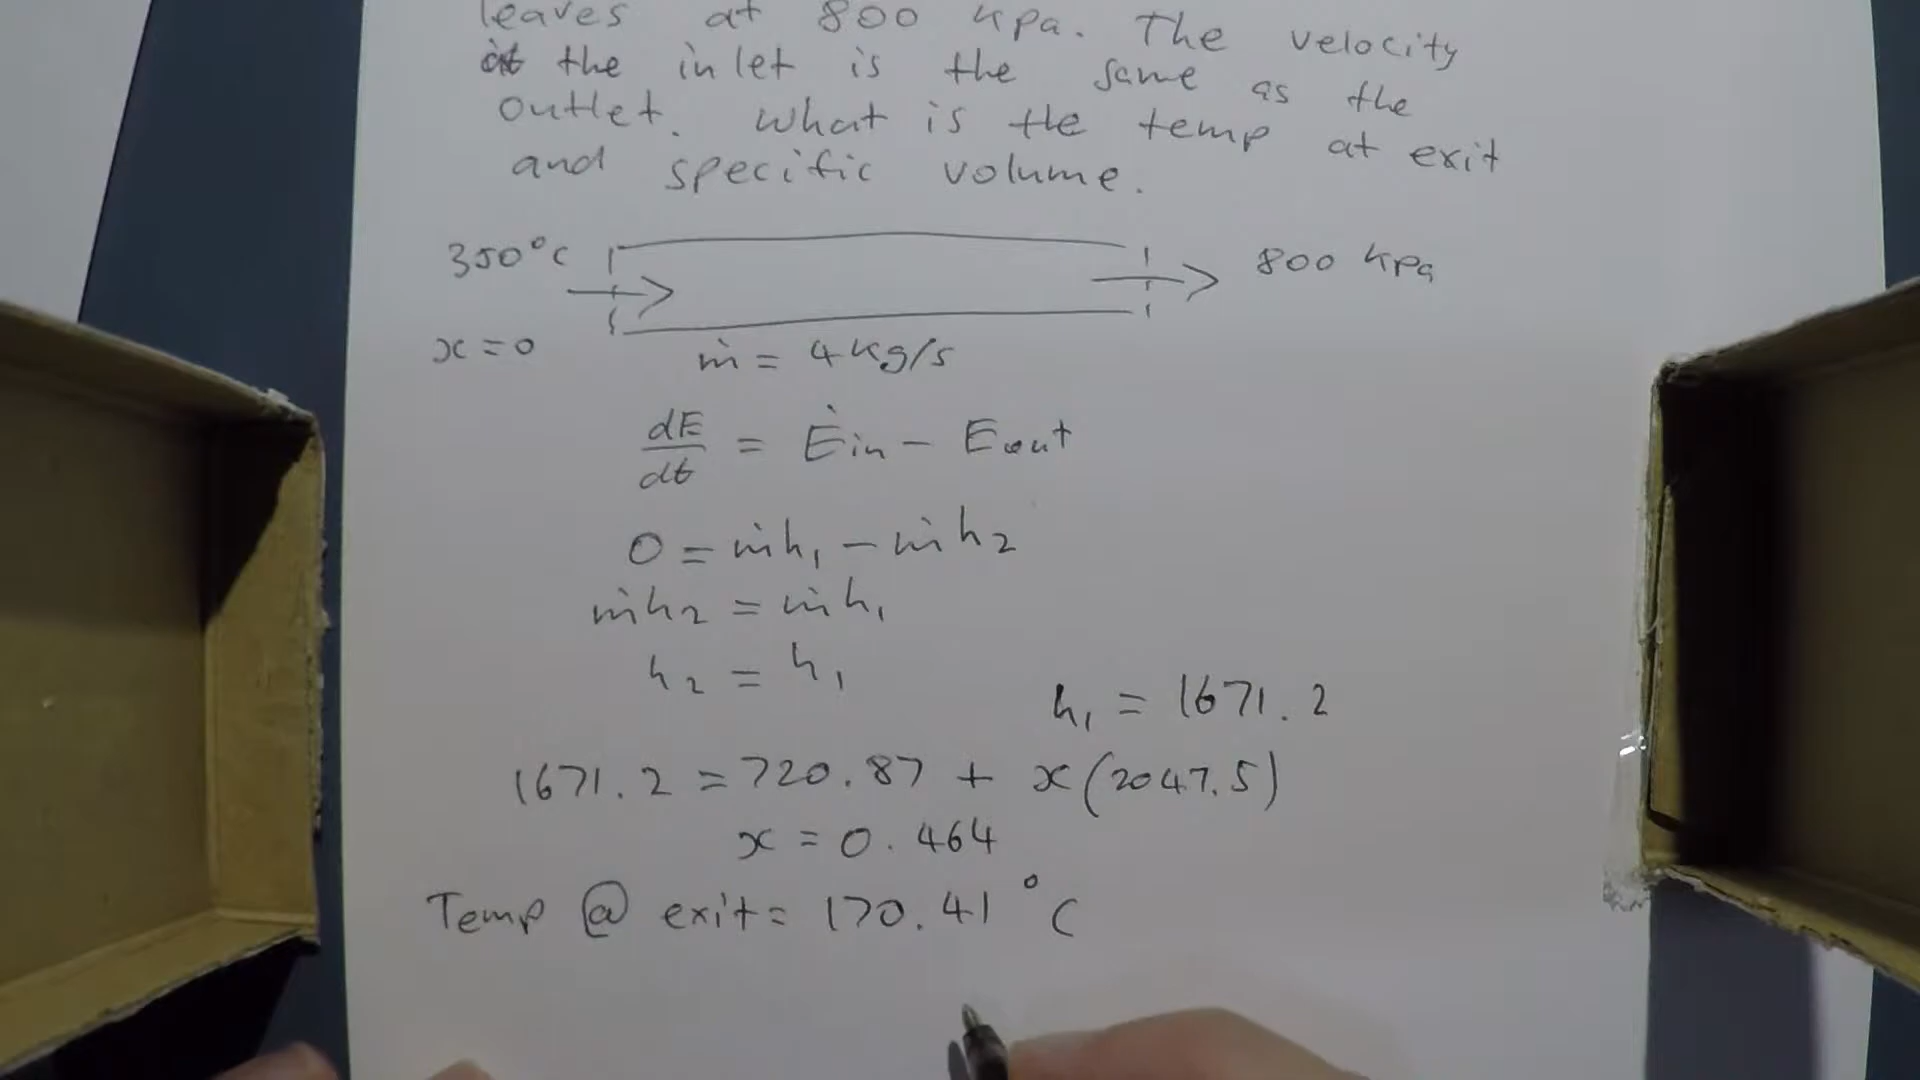 leaves at 800 kpa. The velocity
at the inlet is the same as the
outlet. What is the temp at exit
and specific volume.
350°C
800 kpa
x = 0
ṁ = 4 kg/s
dE/dt = Ėin - Eout
0 = ṁh₁ - ṁh₂
ṁh₂ = ṁh₁
h₂ = h₁
h₁ = 1671.2
1671.2 = 720.87 + x(2047.5)
x = 0.464
Temp @ exit = 170.41 °C